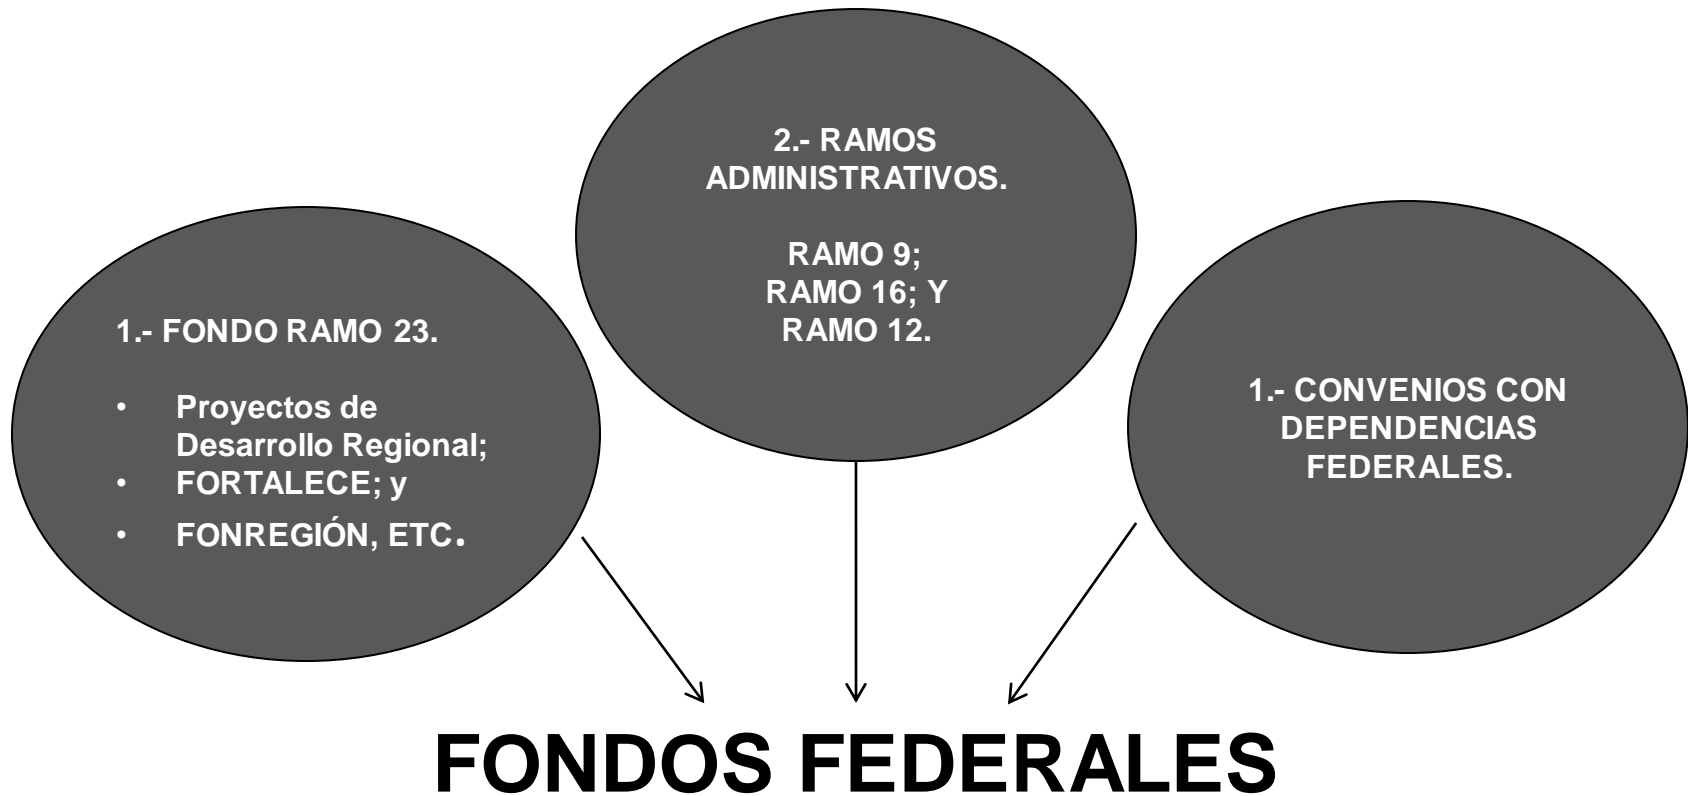 1.- FONDO RAMO 23.
• Proyectos de
Desarrollo Regional;
• FORTALECE; y
• FONREGIÓN, ETC.
2.- RAMOS
ADMINISTRATIVOS.
RAMO 9;
RAMO 16; Y
RAMO 12.
1.- CONVENIOS CON
DEPENDENCIAS
FEDERALES.
FONDOS FEDERALES